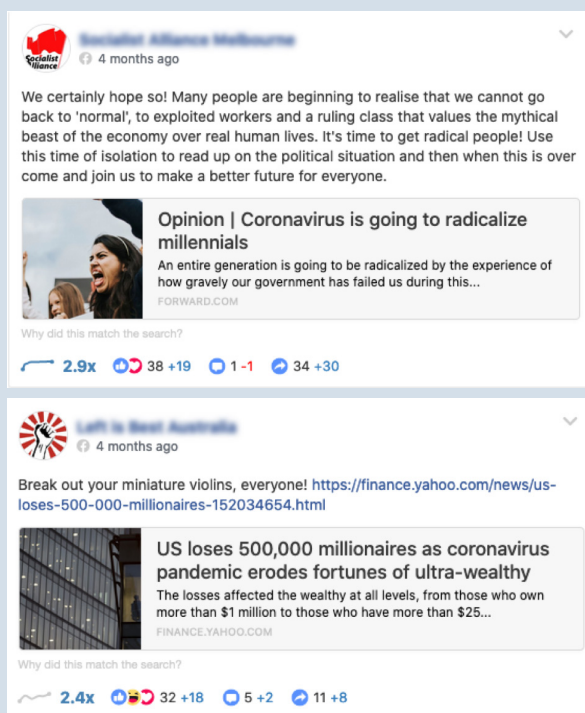 Socialist
Alliance
4 months ago
We certainly hope so! Many people are beginning to realise that we cannot go
back to 'normal', to exploited workers and a ruling class that values the mythical
beast of the economy over real human lives. It's time to get radical people! Use
this time of isolation to read up on the political situation and then when this is over
come and join us to make a better future for everyone.
Opinion | Coronavirus is going to radicalize
millennials
An entire generation is going to be radicalized by the experience of
how gravely our government has failed us during this...
FORWARD.COM
Why did this match the search?
2.9x 38 +19 1 -1 34 +30
4 months ago
Break out your miniature violins, everyone! https://finance.yahoo.com/news/us-
loses-500-000-millionaires-152034654.html
US loses 500,000 millionaires as coronavirus
pandemic erodes fortunes of ultra-wealthy
The losses affected the wealthy at all levels, from those who own
more than $1 million to those who have more than $25...
FINANCE.YAHOO.COM
Why did this match the search?
2.4x 32 +18 5 +2 11 +8